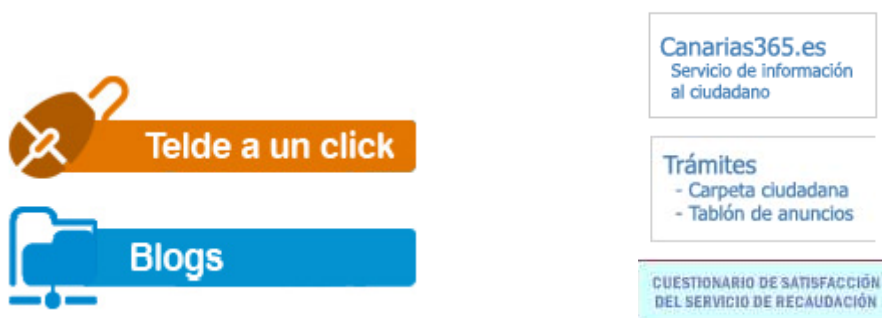 Telde a un click
Blogs
Canarias365.es
Servicio de información
al ciudadano
Trámites
- Carpeta ciudadana
- Tablón de anuncios
CUESTIONARIO DE SATISFACCIÓN
DEL SERVICIO DE RECAUDACIÓN